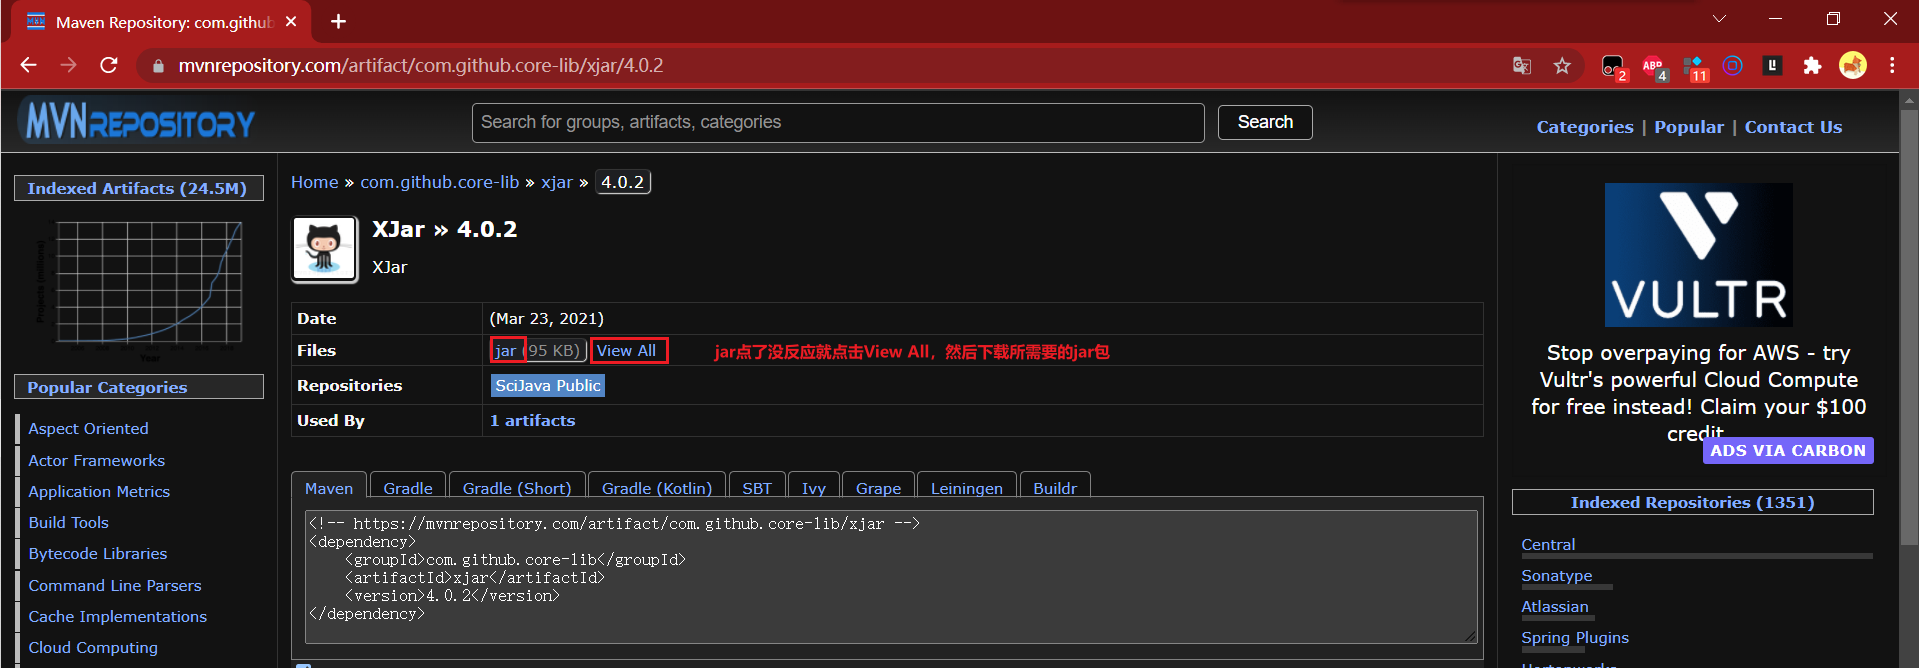 Maven Repository: com.github
mvnrepository.com/artifact/com.github.core-lib/xjar/4.0.2
2
ABP
4
11
MVNREPOSITORY
Search for groups, artifacts, categories
Search
Categories | Popular | Contact Us
Indexed Artifacts (24.5M)
Projects (millions)
Year
Popular Categories
Aspect Oriented
Actor Frameworks
Application Metrics
Build Tools
Bytecode Libraries
Command Line Parsers
Cache Implementations
Cloud Computing
Home » com.github.core-lib » xjar » 4.0.2
XJar » 4.0.2
XJar
Date (Mar 23, 2021)
Files jar (95 KB) View All jar点了没反应就点击View All，然后下载所需要的jar包
Repositories SciJava Public
Used By 1 artifacts
Maven Gradle Gradle (Short) Gradle (Kotlin) SBT Ivy Grape Leiningen Buildr
<!-- https://mvnrepository.com/artifact/com.github.core-lib/xjar -->
<dependency>
    <groupId>com.github.core-lib</groupId>
    <artifactId>xjar</artifactId>
    <version>4.0.2</version>
</dependency>
VULTR
Stop overpaying for AWS - try
Vultr's powerful Cloud Compute
for free instead! Claim your $100
credit
ADS VIA CARBON
Indexed Repositories (1351)
Central
Sonatype
Atlassian
Spring Plugins
Hortonworks